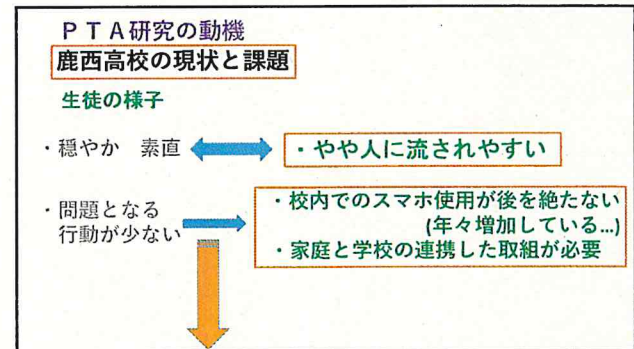 ＰＴＡ研究の動機
鹿西高校の現状と課題
生徒の様子
・穏やか　素直
・やや人に流されやすい
・問題となる
行動が少ない
・校内でのスマホ使用が後を絶たない
(年々増加している...)
・家庭と学校の連携した取組が必要